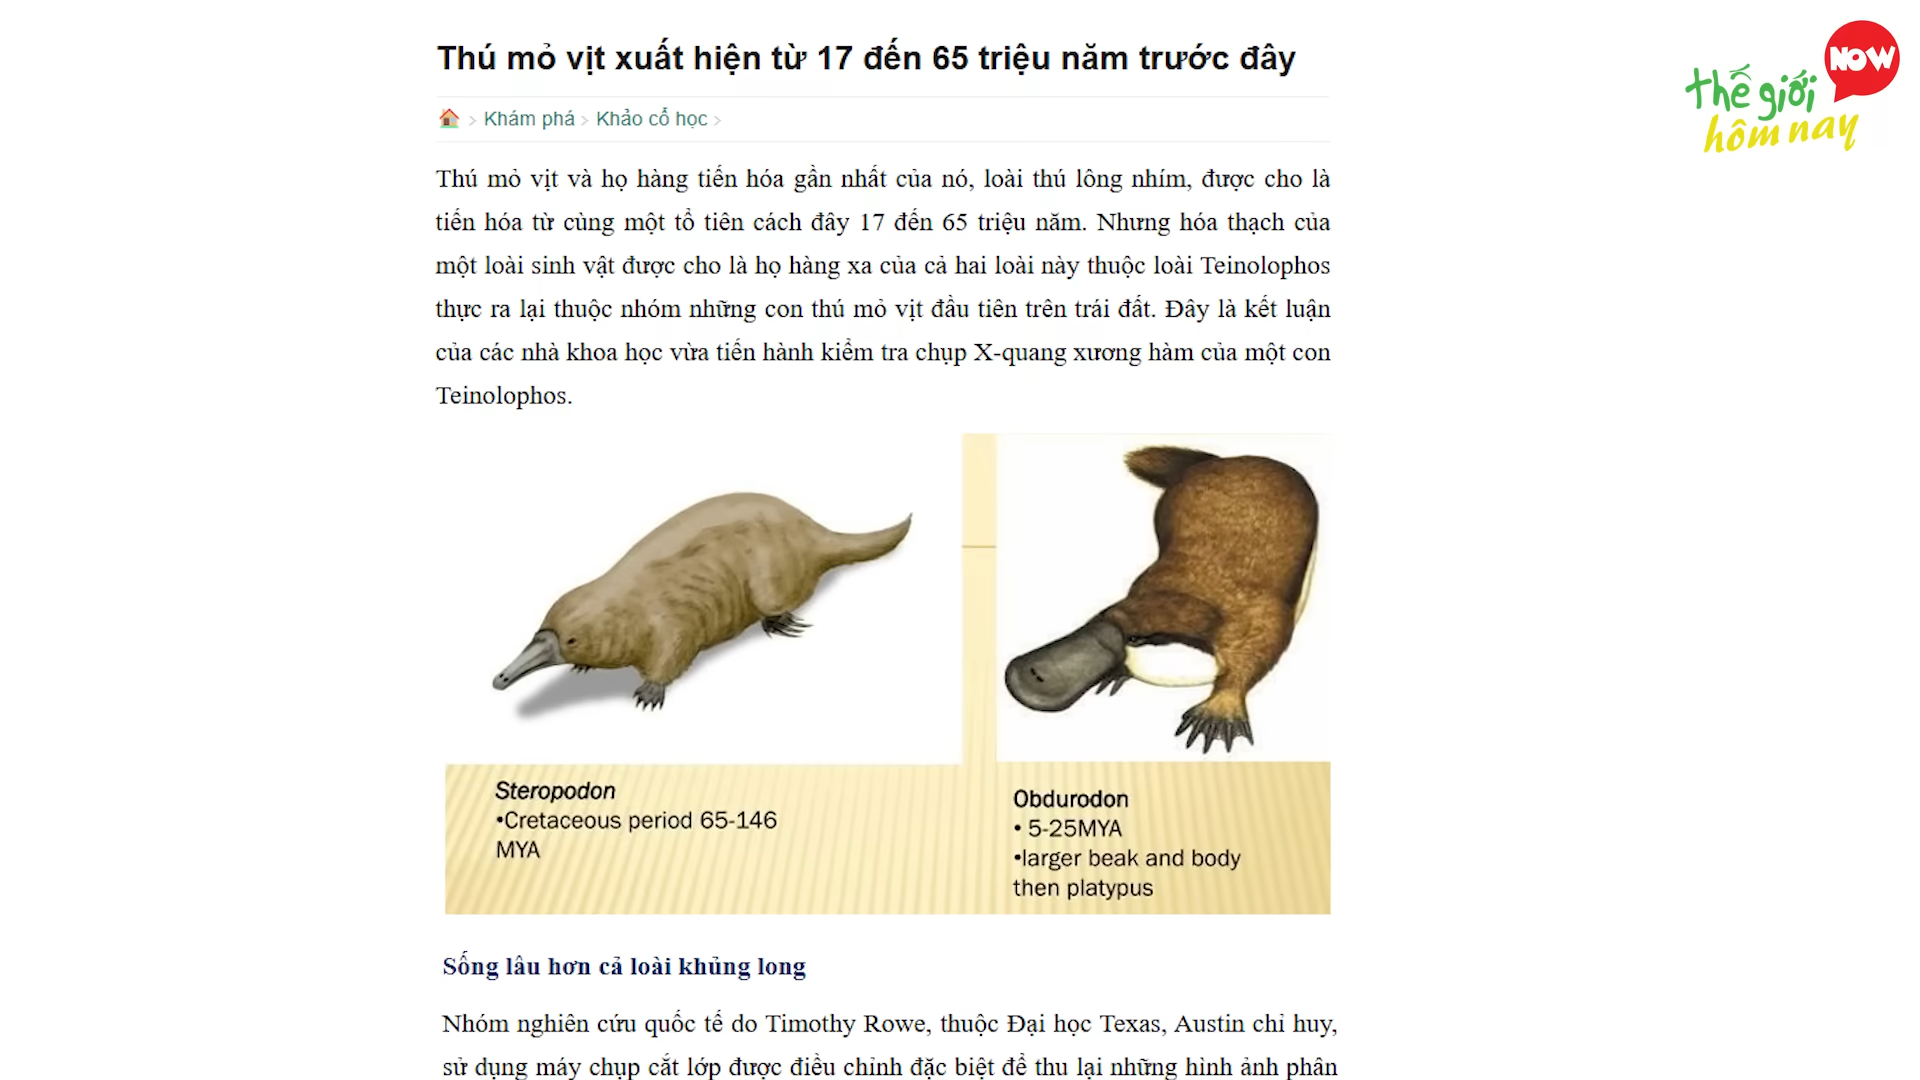 Thú mỏ vịt xuất hiện từ 17 đến 65 triệu năm trước đây
NOW
thế giới
hôm nay
> Khám phá > Khảo cổ học >
Thú mỏ vịt và họ hàng tiến hóa gần nhất của nó, loài thú lông nhím, được cho là
tiến hóa từ cùng một tổ tiên cách đây 17 đến 65 triệu năm. Nhưng hóa thạch của
một loài sinh vật được cho là họ hàng xa của cả hai loài này thuộc loài Teinolophos
thực ra lại thuộc nhóm những con thú mỏ vịt đầu tiên trên trái đất. Đây là kết luận
của các nhà khoa học vừa tiến hành kiểm tra chụp X-quang xương hàm của một con
Teinolophos.
Steropodon
•Cretaceous period 65-146
MYA
Obdurodon
• 5-25MYA
•larger beak and body
then platypus
Sống lâu hơn cả loài khủng long
Nhóm nghiên cứu quốc tế do Timothy Rowe, thuộc Đại học Texas, Austin chỉ huy,
sử dụng máy chụp cắt lớp được điều chỉnh đặc biệt để thu lại những hình ảnh phân